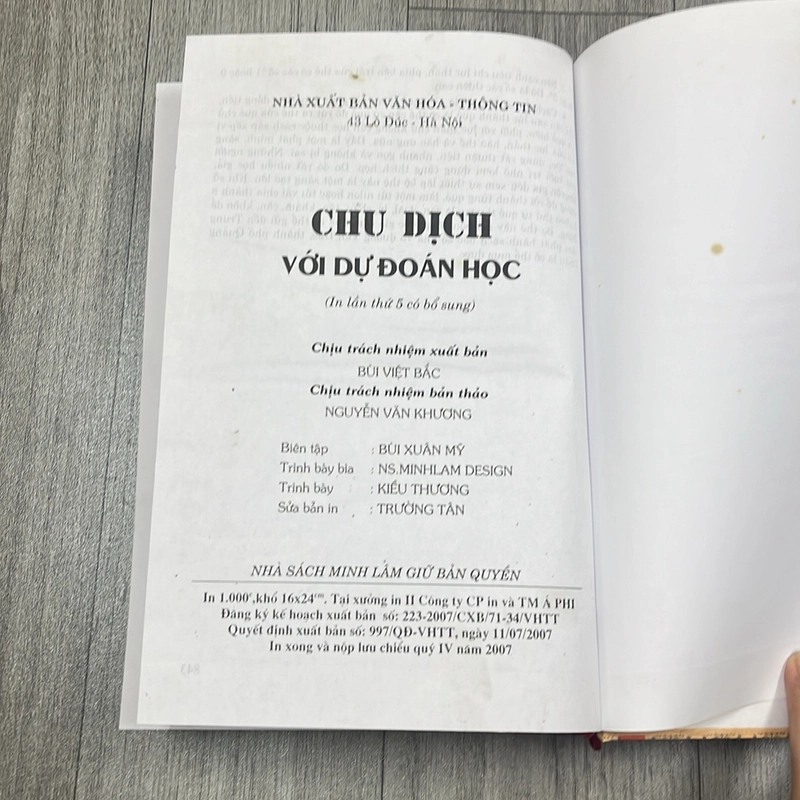 NHÀ XUẤT BẢN VĂN HÓA - THÔNG TIN
43 Lò Đúc - Hà Nội
CHU DỊCH
VỚI DỰ ĐOÁN HỌC
(In lần thứ 5 có bổ sung)
Chịu trách nhiệm xuất bản
BÙI VIỆT BẮC
Chịu trách nhiệm bản thảo
NGUYỄN VĂN KHƯƠNG
Biên tập : BÙI XUÂN MỸ
Trình bày bìa : NS.MINHLAM DESIGN
Trình bày : KIỀU THƯƠNG
Sửa bản in : TRƯỜNG TÂN
NHÀ SÁCH MINH LÂM GIỮ BẢN QUYỀN
In 1.000c,khổ 16x24cm. Tại xưởng in II Công ty CP in và TM Á PHI
Đăng ký kế hoạch xuất bản số: 223-2007/CXB/71-34/VHTT
Quyết định xuất bản số: 997/QĐ-VHTT, ngày 11/07/2007
In xong và nộp lưu chiểu quý IV năm 2007